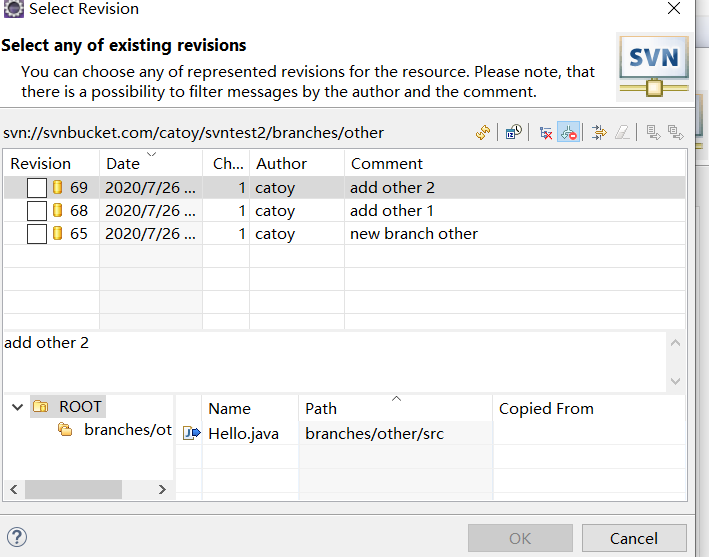 Select Revision
Select any of existing revisions
You can choose any of represented revisions for the resource. Please note, that
there is a possibility to filter messages by the author and the comment.
SVN
svn://svnbucket.com/catoy/svntest2/branches/other
Revision Date Ch... Author Comment
69 2020/7/26 ... 1 catoy add other 2
68 2020/7/26 ... 1 catoy add other 1
65 2020/7/26 ... 1 catoy new branch other
add other 2
ROOT
branches/ot
Name Path Copied From
Hello.java branches/other/src
OK Cancel